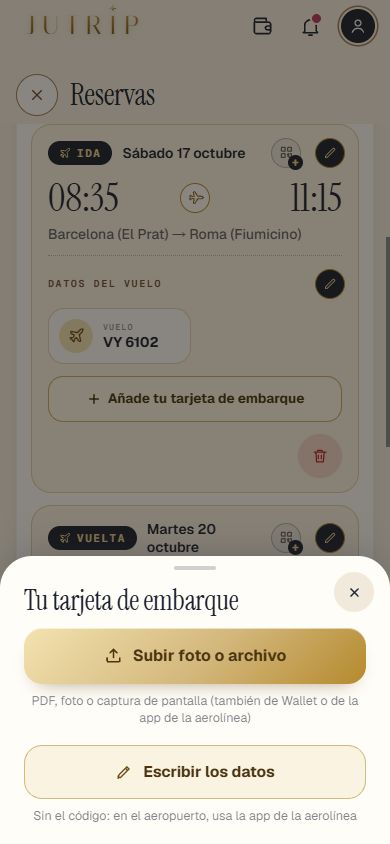 JUTRIP
Reservas
IDA Sábado 17 octubre
08:35 11:15
Barcelona (El Prat) → Roma (Fiumicino)
DATOS DEL VUELO
VUELO
VY 6102
+ Añade tu tarjeta de embarque
VUELTA Martes 20
octubre
Tu tarjeta de embarque
Subir foto o archivo
PDF, foto o captura de pantalla (también de Wallet o de la
app de la aerolínea)
Escribir los datos
Sin el código: en el aeropuerto, usa la app de la aerolínea